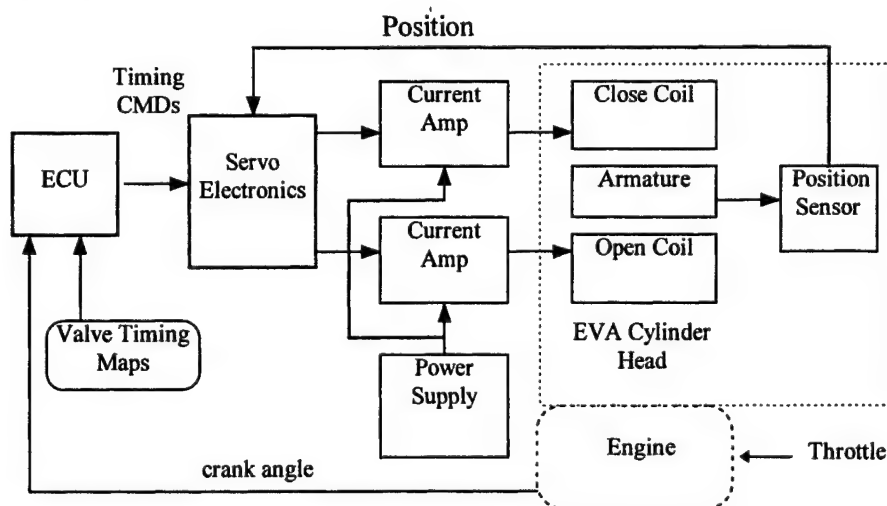 Position
Timing
CMDs
Current
Amp
Close Coil
ECU
Servo
Electronics
Armature
Position
Sensor
Current
Amp
Open Coil
Valve Timing
Maps
EVA Cylinder
Head
Power
Supply
Engine
Throttle
crank angle